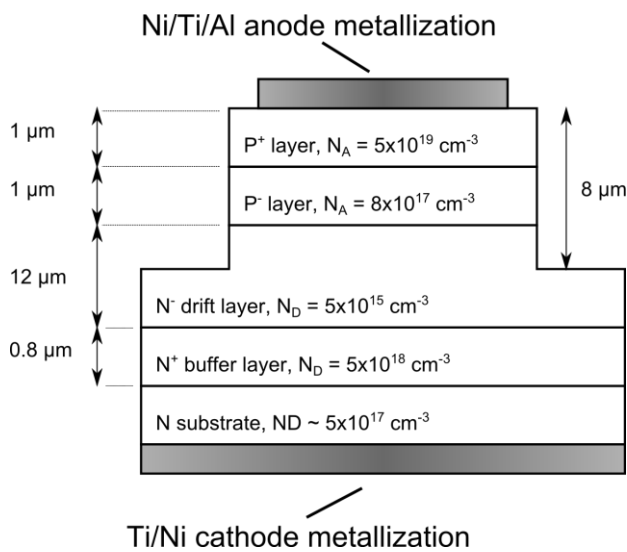 Ni/Ti/Al anode metallization
1 µm
P⁺ layer, N_A = 5x10¹⁹ cm⁻³
1 µm
P⁻ layer, N_A = 8x10¹⁷ cm⁻³
8 µm
12 µm
N⁻ drift layer, N_D = 5x10¹⁵ cm⁻³
0.8 µm
N⁺ buffer layer, N_D = 5x10¹⁸ cm⁻³
N substrate, ND ~ 5x10¹⁷ cm⁻³
Ti/Ni cathode metallization